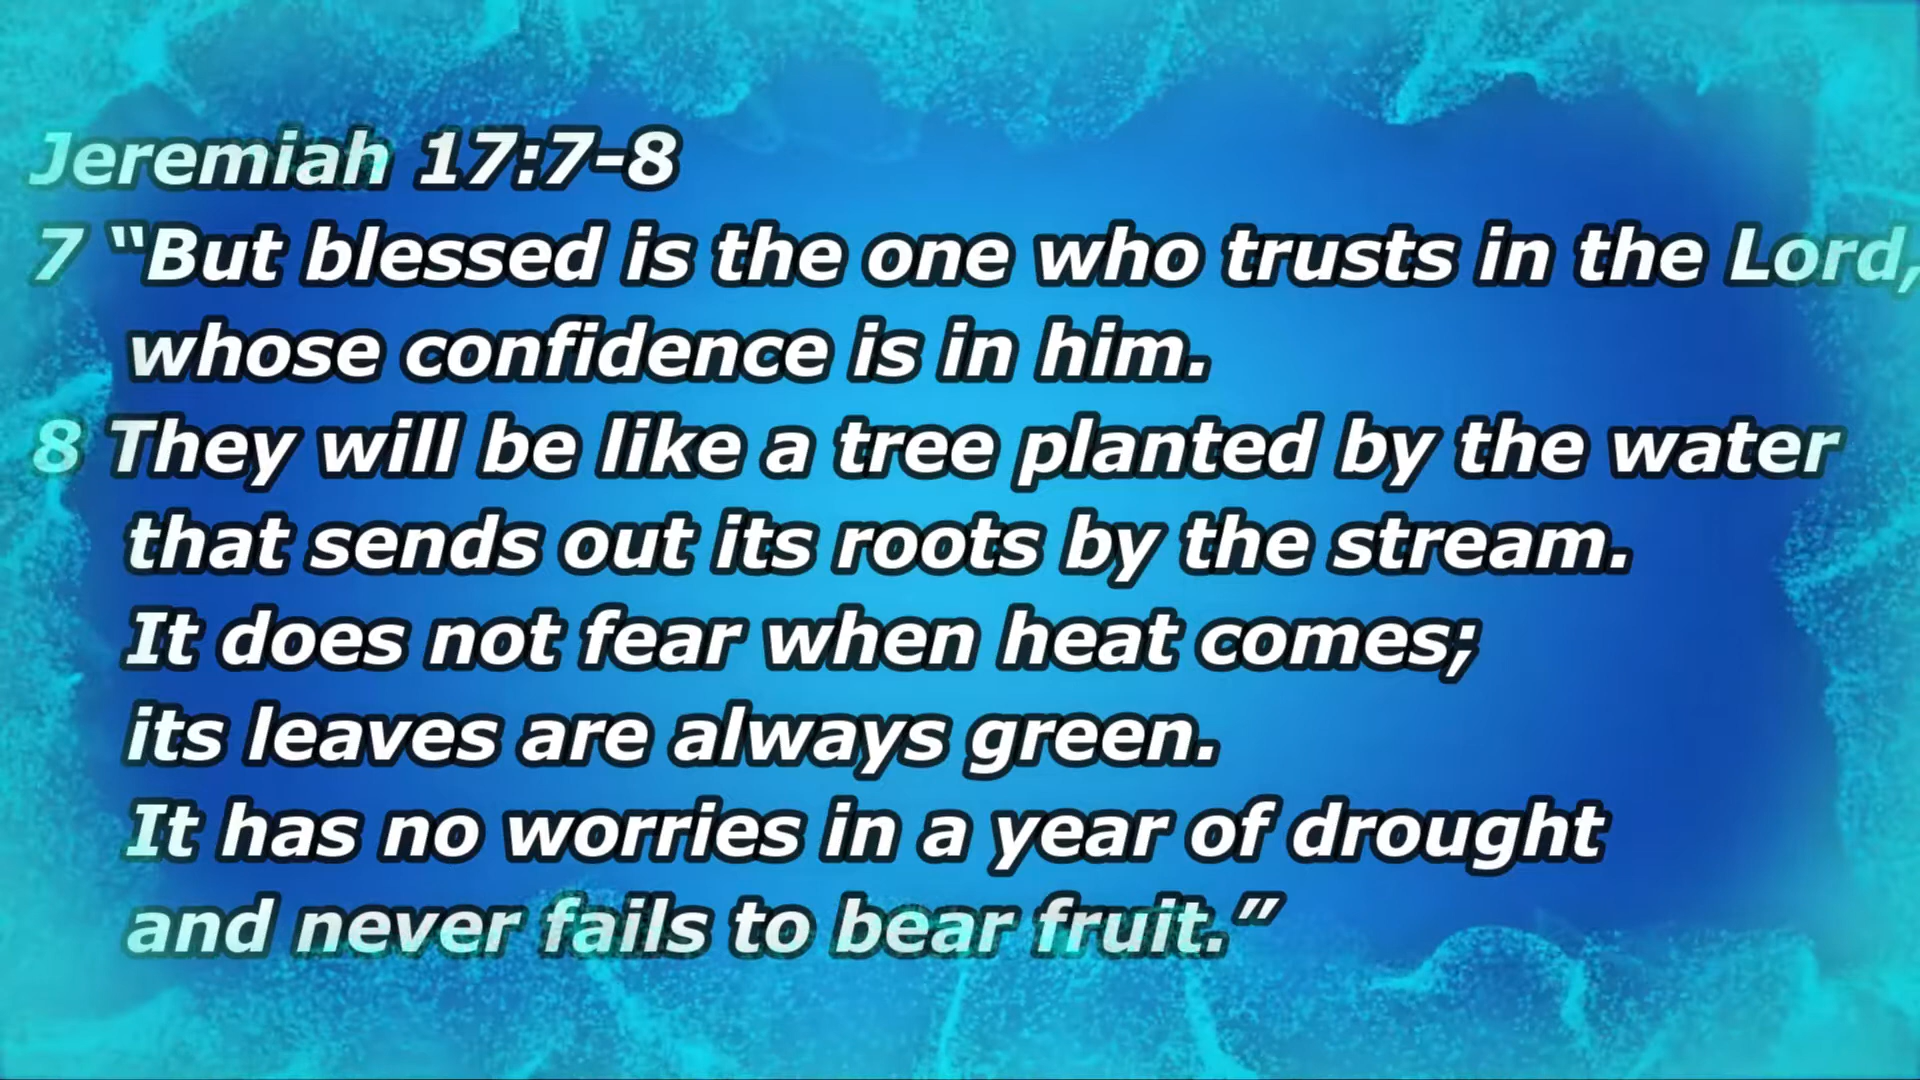 Jeremiah 17:7-8
7 “But blessed is the one who trusts in the Lord,
whose confidence is in him.
8 They will be like a tree planted by the water
that sends out its roots by the stream.
It does not fear when heat comes;
its leaves are always green.
It has no worries in a year of drought
and never fails to bear fruit.”